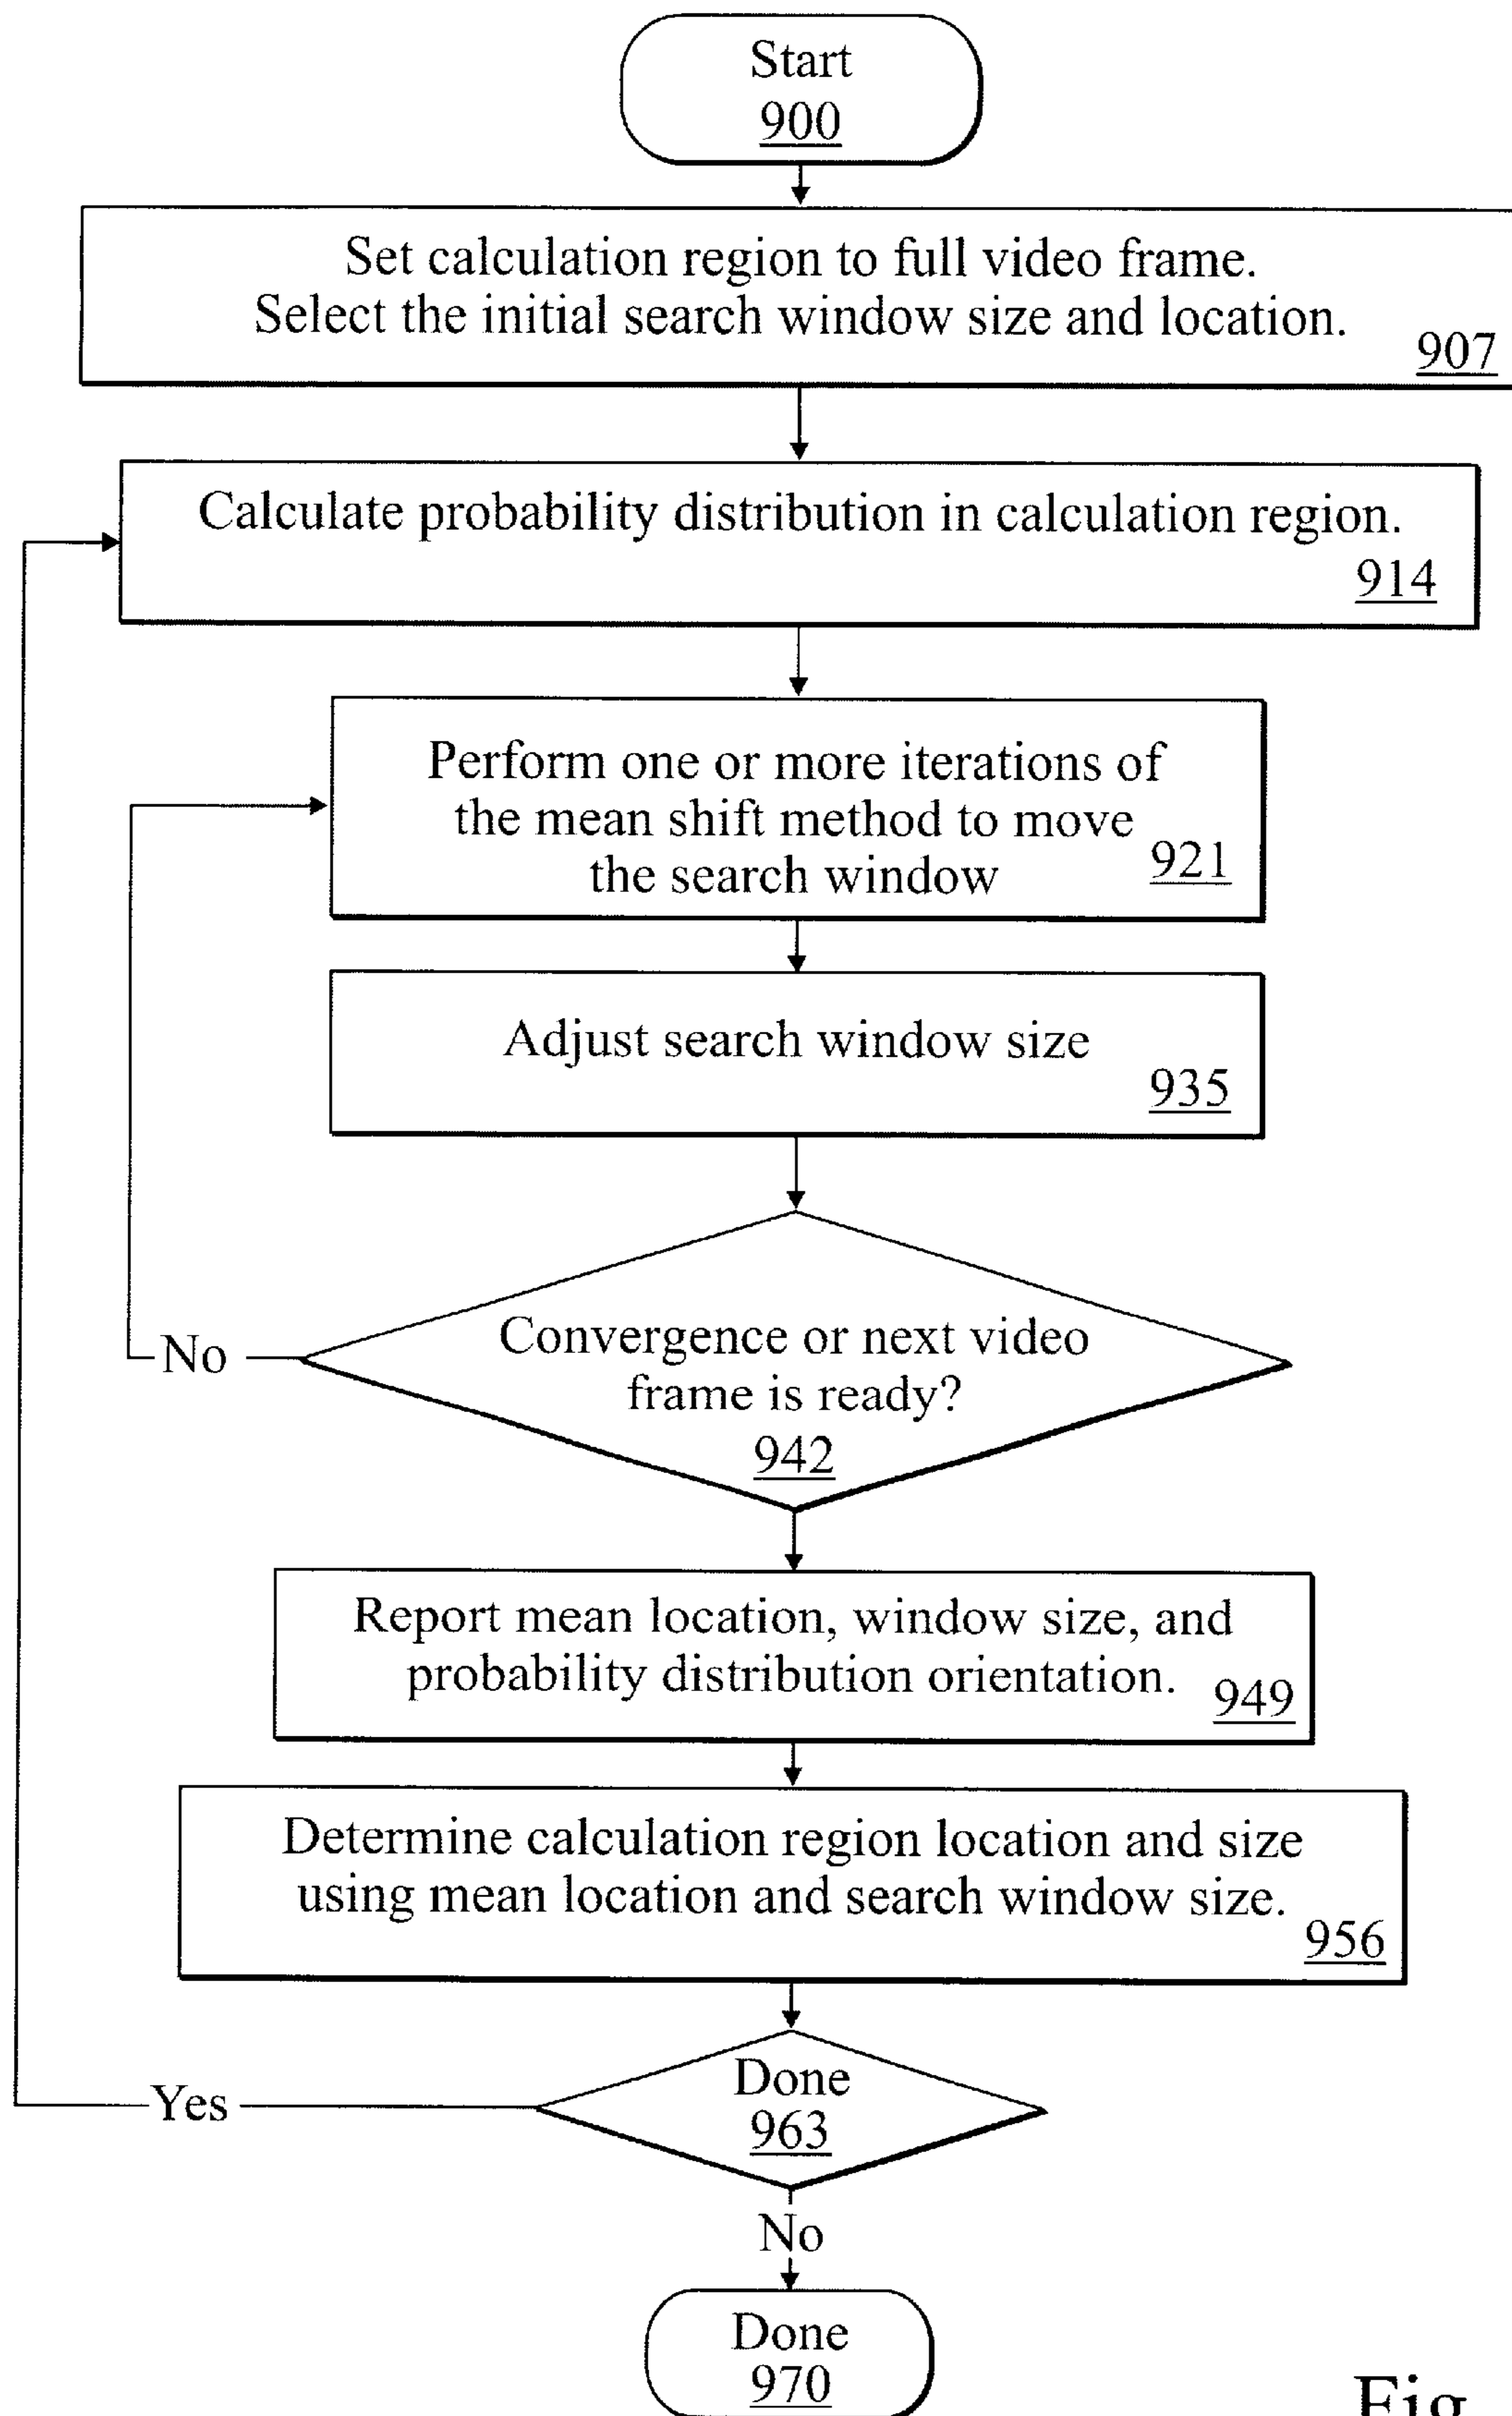 Start
900
Set calculation region to full video frame.
Select the initial search window size and location.
907
Calculate probability distribution in calculation region.
914
Perform one or more iterations of
the mean shift method to move
the search window
921
Adjust search window size
935
Convergence or next video
frame is ready?
942
No
Report mean location, window size, and
probability distribution orientation.
949
Determine calculation region location and size
using mean location and search window size.
956
Done
963
Yes
No
Done
970
Fig